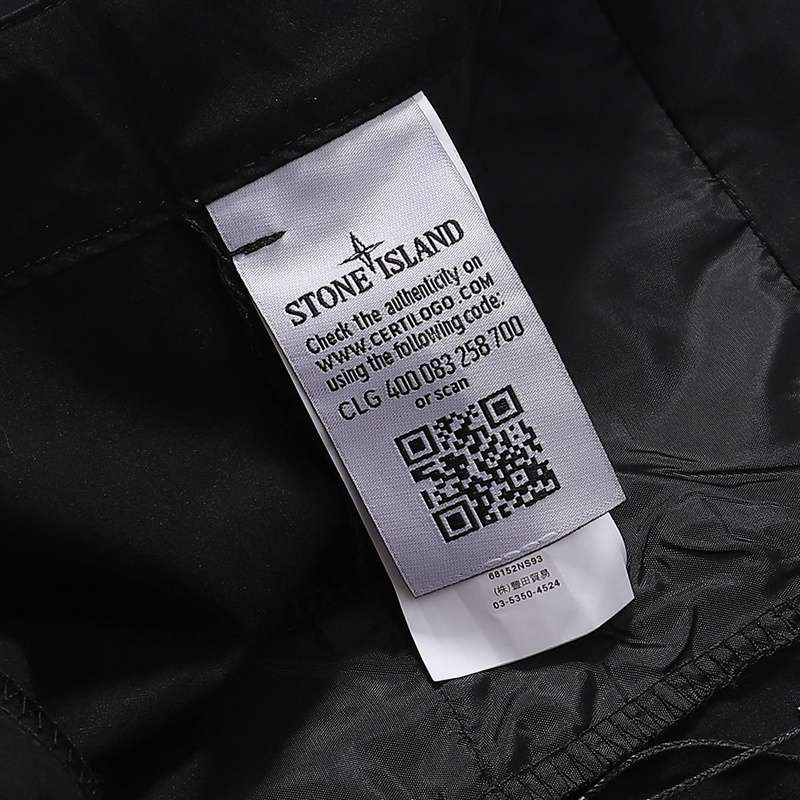 STONE ISLAND
Check the authenticity on
WWW.CERTILOGO.COM
using the following code:
CLG 400 083 258 700
or scan
68152NS93
(株)豊田貿易
03-5350-4524